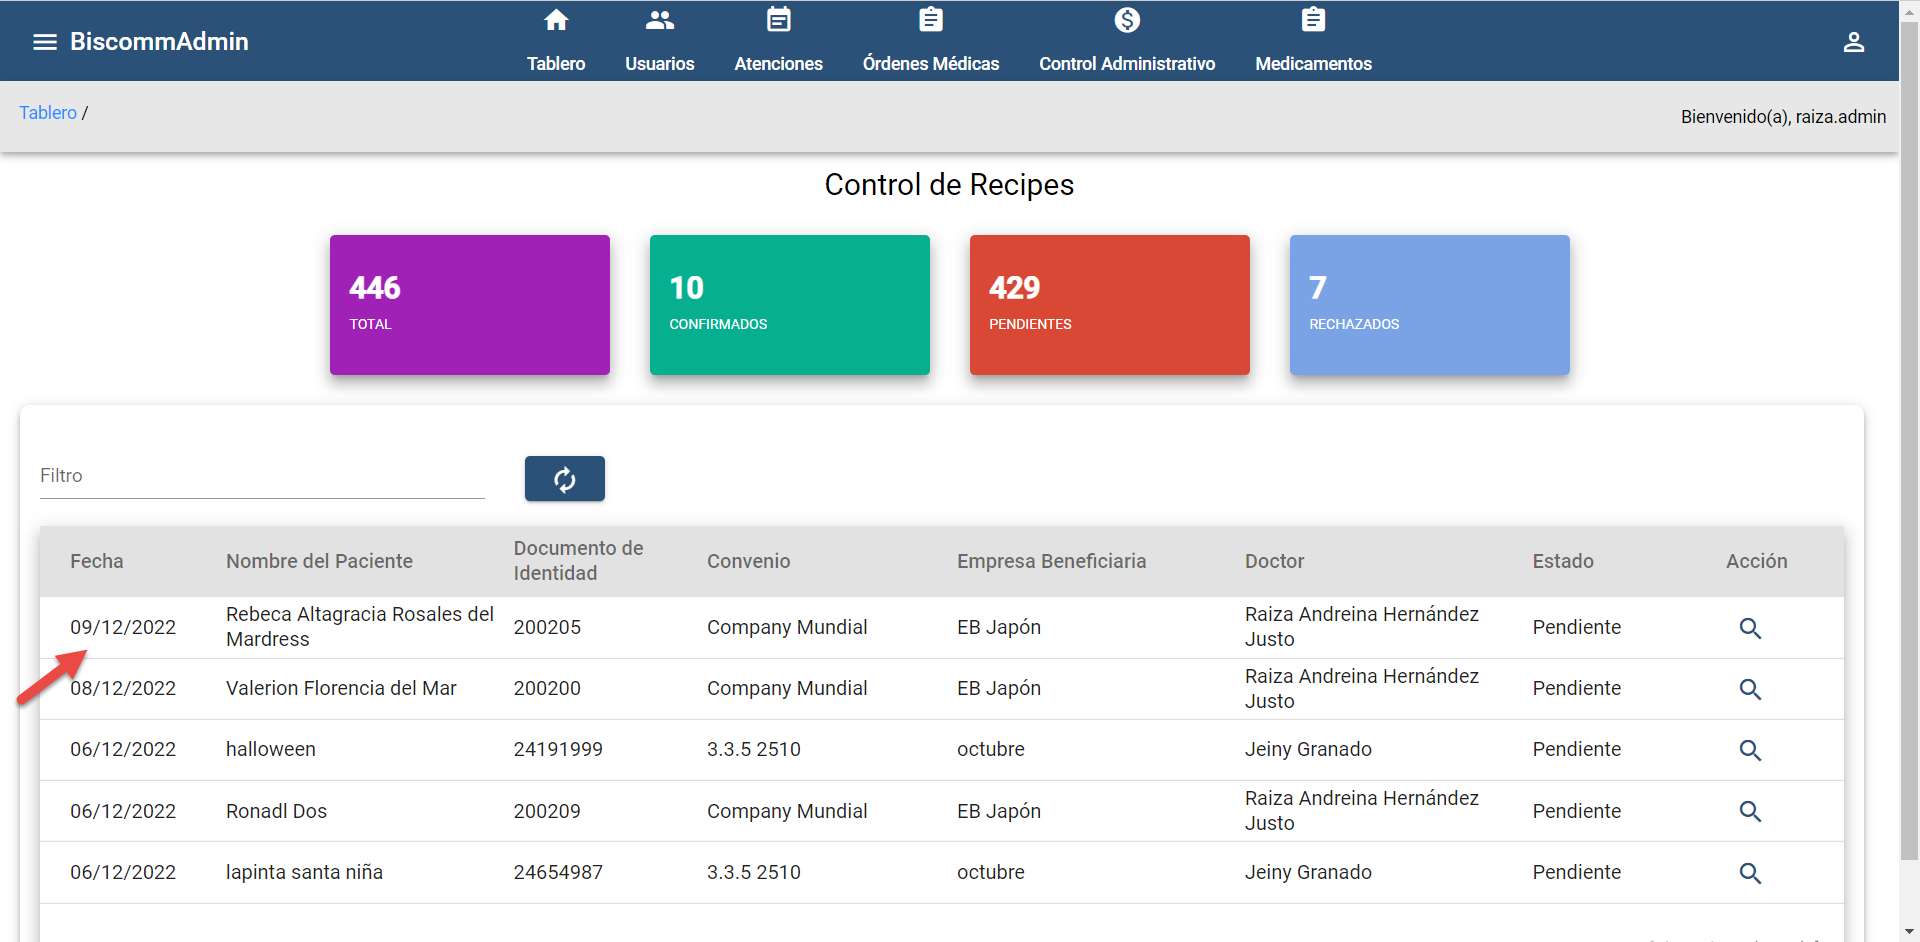 BiscommAdmin
Tablero
Usuarios
Atenciones
Órdenes Médicas
Control Administrativo
Medicamentos
Tablero /
Bienvenido(a), raiza.admin
Control de Recipes
446
TOTAL
10
CONFIRMADOS
429
PENDIENTES
7
RECHAZADOS
Filtro
Fecha
Nombre del Paciente
Documento de
Identidad
Convenio
Empresa Beneficiaria
Doctor
Estado
Acción
09/12/2022
Rebeca Altagracia Rosales del
Mardress
200205
Company Mundial
EB Japón
Raiza Andreina Hernández
Justo
Pendiente
08/12/2022
Valerion Florencia del Mar
200200
Company Mundial
EB Japón
Raiza Andreina Hernández
Justo
Pendiente
06/12/2022
halloween
24191999
3.3.5 2510
octubre
Jeiny Granado
Pendiente
06/12/2022
Ronadl Dos
200209
Company Mundial
EB Japón
Raiza Andreina Hernández
Justo
Pendiente
06/12/2022
lapinta santa niña
24654987
3.3.5 2510
octubre
Jeiny Granado
Pendiente